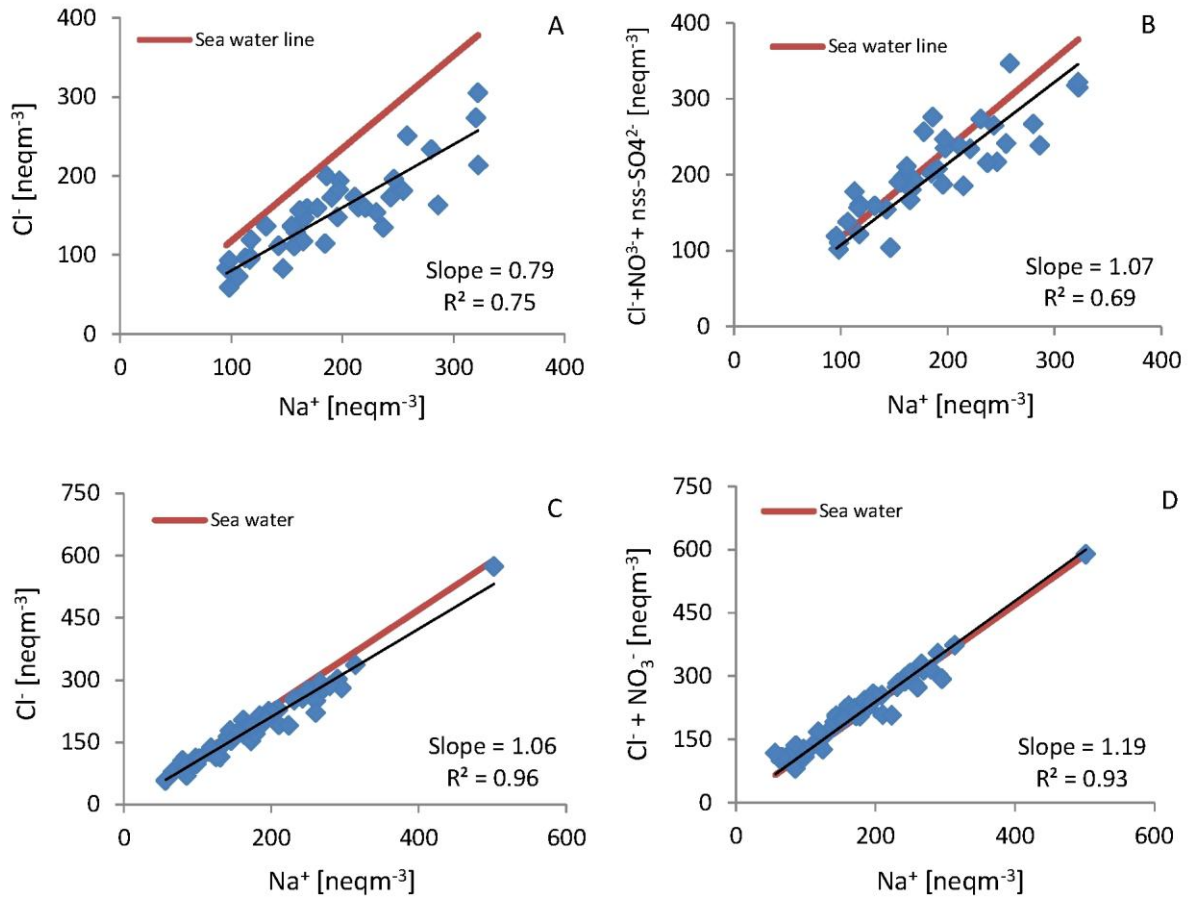 A
Sea water line
Cl⁻ [neqm⁻³]
400
300
200
100
0
Slope = 0.79
R² = 0.75
0 100 200 300 400
Na⁺ [neqm⁻³]
B
Sea water line
Cl⁻+NO³⁻+ nss-SO4²⁻ [neqm⁻³]
400
300
200
100
0
Slope = 1.07
R² = 0.69
0 100 200 300 400
Na⁺ [neqm⁻³]
C
Sea water
Cl⁻ [neqm⁻³]
750
600
450
300
150
0
Slope = 1.06
R² = 0.96
0 200 400 600
Na⁺ [neqm⁻³]
D
Sea water
Cl⁻ + NO₃⁻ [neqm⁻³]
750
600
450
300
150
0
Slope = 1.19
R² = 0.93
0 200 400 600
Na⁺ [neqm⁻³]